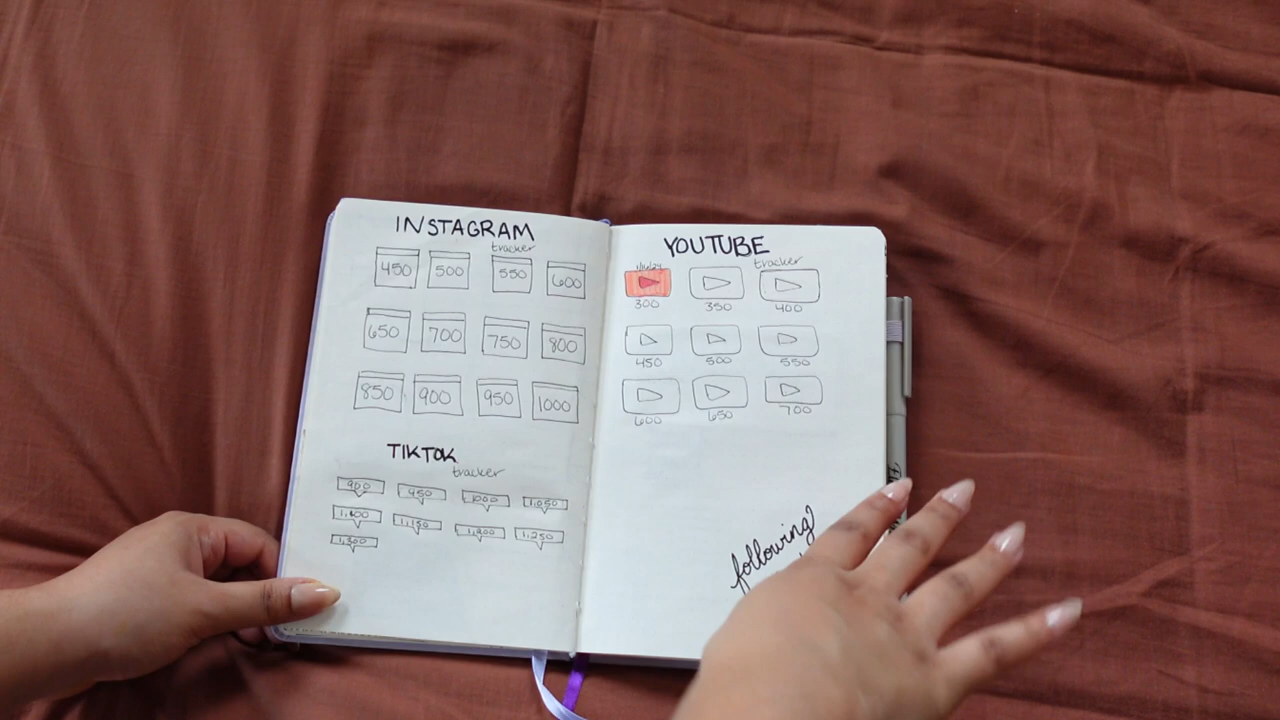 INSTAGRAM
tracker
450 500 550 600
650 700 750 800
850 900 950 1000
TIKTOK
tracker
900 950 1000 1,050
1,100 1,150 1,200 1,250
1,300
YOUTUBE
tracker
300 350 400
450 500 550
600 650 700
following